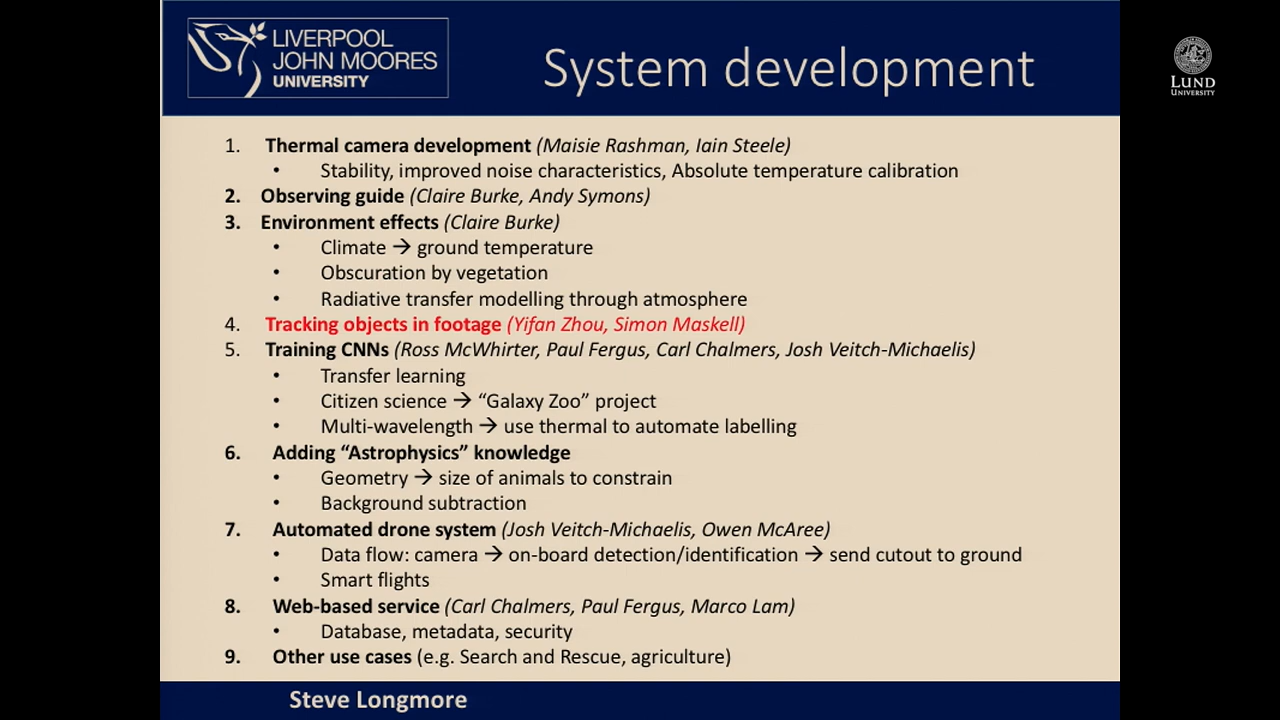 LIVERPOOL
JOHN MOORES
UNIVERSITY
System development
LUND
UNIVERSITY
1. Thermal camera development (Maisie Rashman, Iain Steele)
• Stability, improved noise characteristics, Absolute temperature calibration
2. Observing guide (Claire Burke, Andy Symons)
3. Environment effects (Claire Burke)
• Climate → ground temperature
• Obscuration by vegetation
• Radiative transfer modelling through atmosphere
4. Tracking objects in footage (Yifan Zhou, Simon Maskell)
5. Training CNNs (Ross McWhirter, Paul Fergus, Carl Chalmers, Josh Veitch-Michaelis)
• Transfer learning
• Citizen science → “Galaxy Zoo” project
• Multi-wavelength → use thermal to automate labelling
6. Adding “Astrophysics” knowledge
• Geometry → size of animals to constrain
• Background subtraction
7. Automated drone system (Josh Veitch-Michaelis, Owen McAree)
• Data flow: camera → on-board detection/identification → send cutout to ground
• Smart flights
8. Web-based service (Carl Chalmers, Paul Fergus, Marco Lam)
• Database, metadata, security
9. Other use cases (e.g. Search and Rescue, agriculture)
Steve Longmore